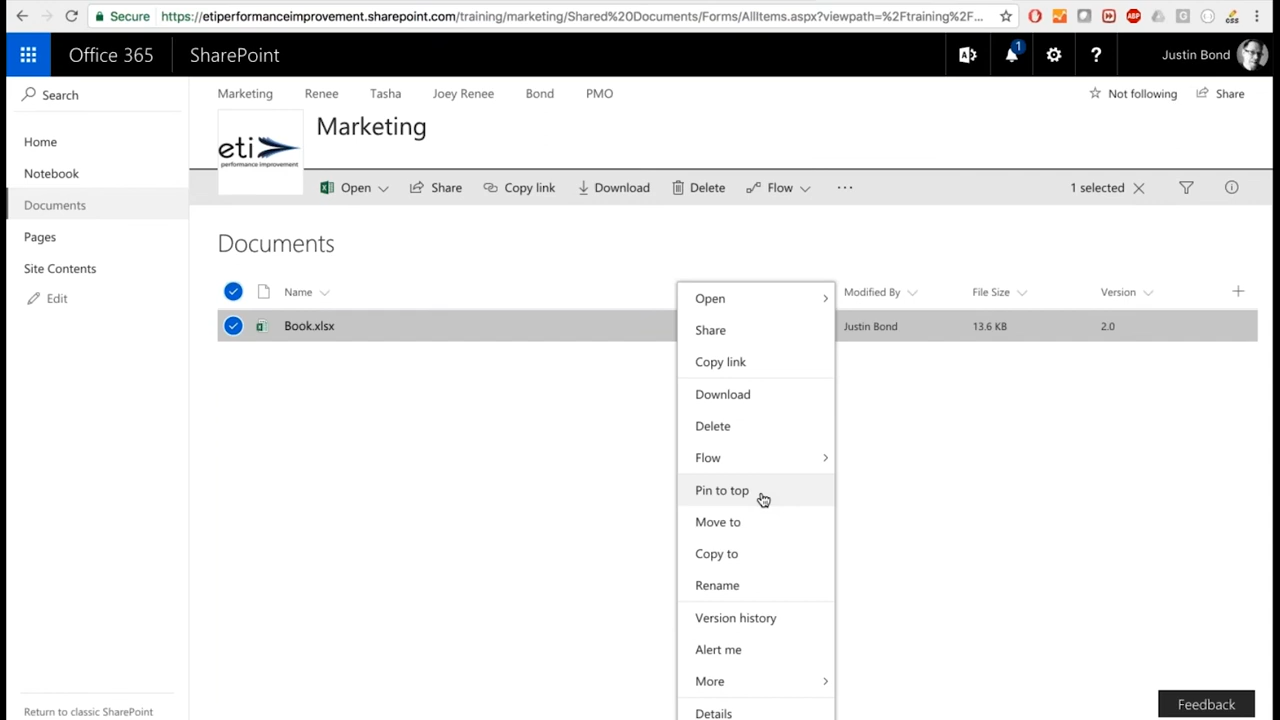 Secure https://etiperformanceimprovement.sharepoint.com/training/marketing/Shared%20Documents/Forms/AllItems.aspx?viewpath=%2Ftraining%2F...
ABP
G
css
Office 365 SharePoint
1
?
Justin Bond
Search
Marketing Renee Tasha Joey Renee Bond PMO
Not following Share
Marketing
eti
performance improvement
Home
Notebook
Documents
Pages
Site Contents
Edit
Open Share Copy link Download Delete Flow ...
1 selected
Documents
Name Modified By File Size Version
Book.xlsx Justin Bond 13.6 KB 2.0
Open
Share
Copy link
Download
Delete
Flow
Pin to top
Move to
Copy to
Rename
Version history
Alert me
More
Details
Return to classic SharePoint
Feedback